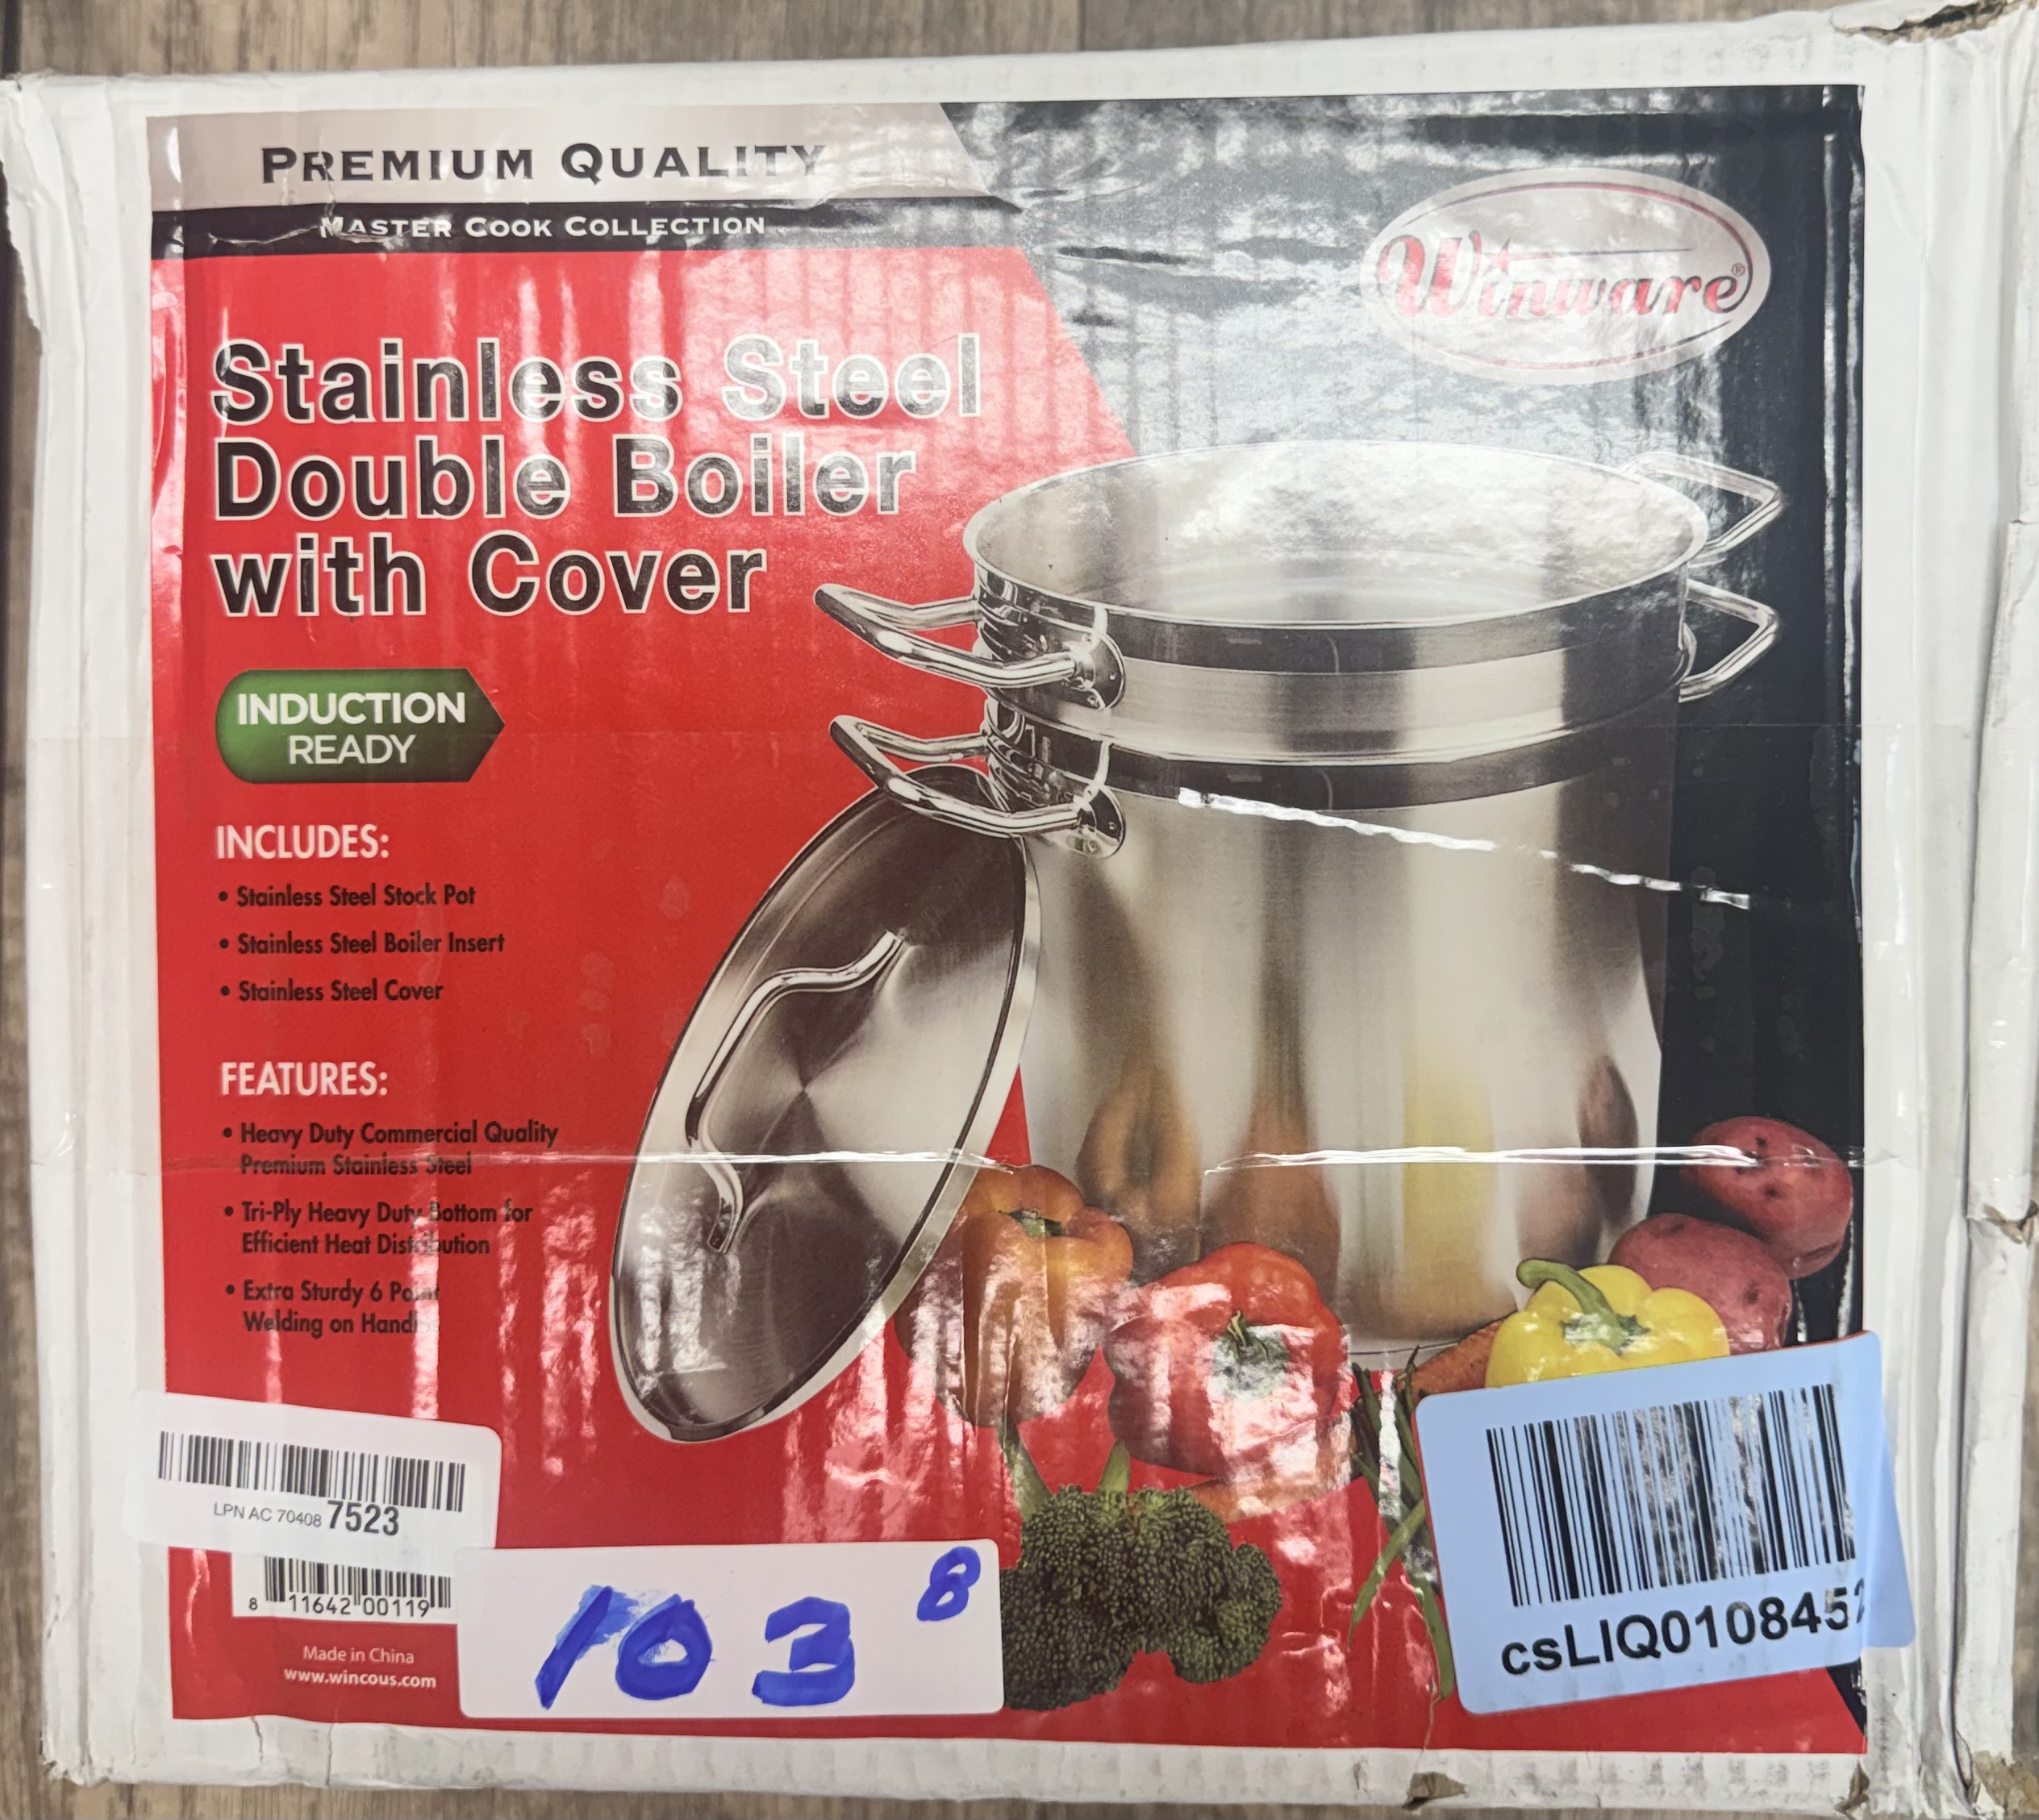 PREMIUM QUALITY
MASTER COOK COLLECTION
Winware®
Stainless Steel
Double Boiler
with Cover
INDUCTION
READY
INCLUDES:
• Stainless Steel Stock Pot
• Stainless Steel Boiler Insert
• Stainless Steel Cover
FEATURES:
• Heavy Duty Commercial Quality
Premium Stainless Steel
• Tri-Ply Heavy Duty Bottom for
Efficient Heat Distribution
• Extra Sturdy 6 Point
Welding on
LPN AC 70408 7523
8 11642 00119
Made in China
www.wincous.com
103 8